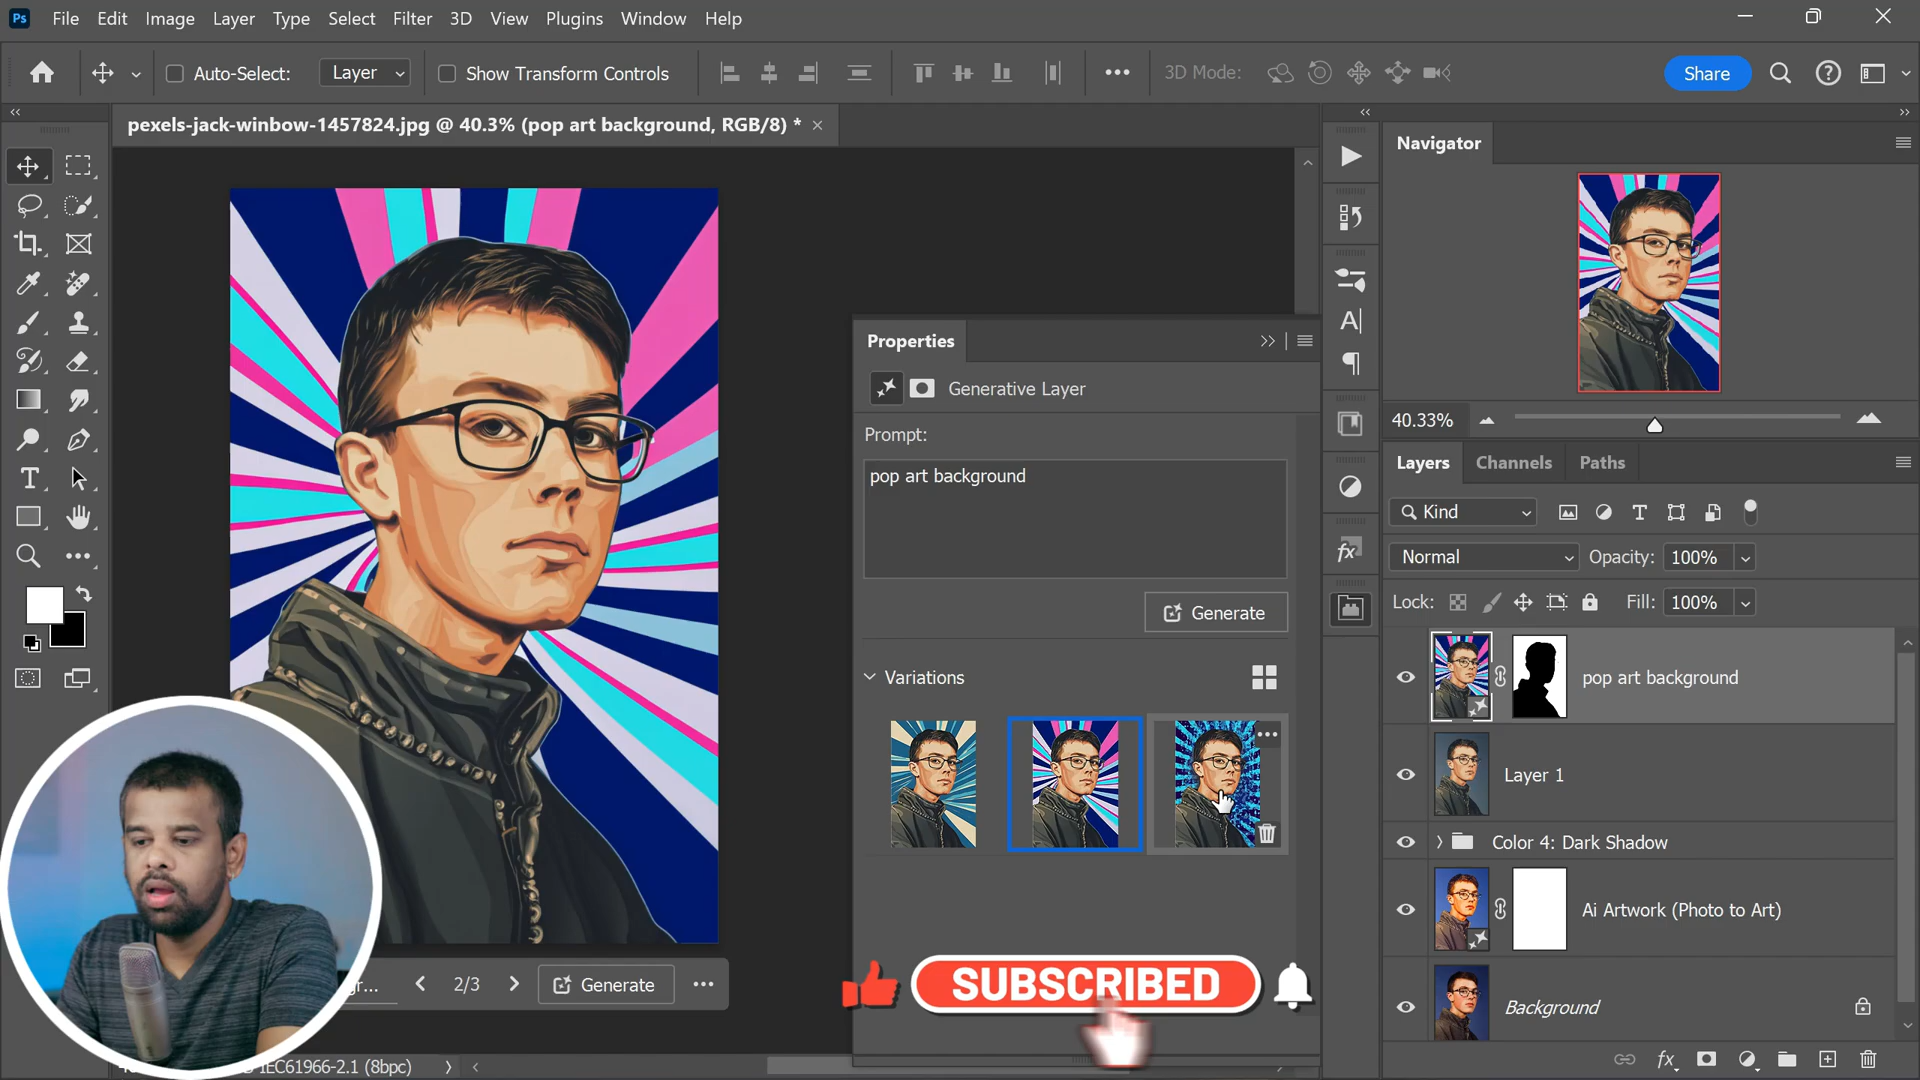 Ps File Edit Image Layer Type Select Filter 3D View Plugins Window Help
Auto-Select: Layer Show Transform Controls 3D Mode: Share
pexels-jack-winbow-1457824.jpg @ 40.3% (pop art background, RGB/8) *
Navigator
Properties
Generative Layer
Prompt:
pop art background
Generate
Variations
40.33%
Layers Channels Paths
Kind
Normal Opacity: 100%
Lock: Fill: 100%
pop art background
Layer 1
Color 4: Dark Shadow
Ai Artwork (Photo to Art)
Background
2/3 Generate
SUBSCRIBED
IEC61966-2.1 (8bpc)